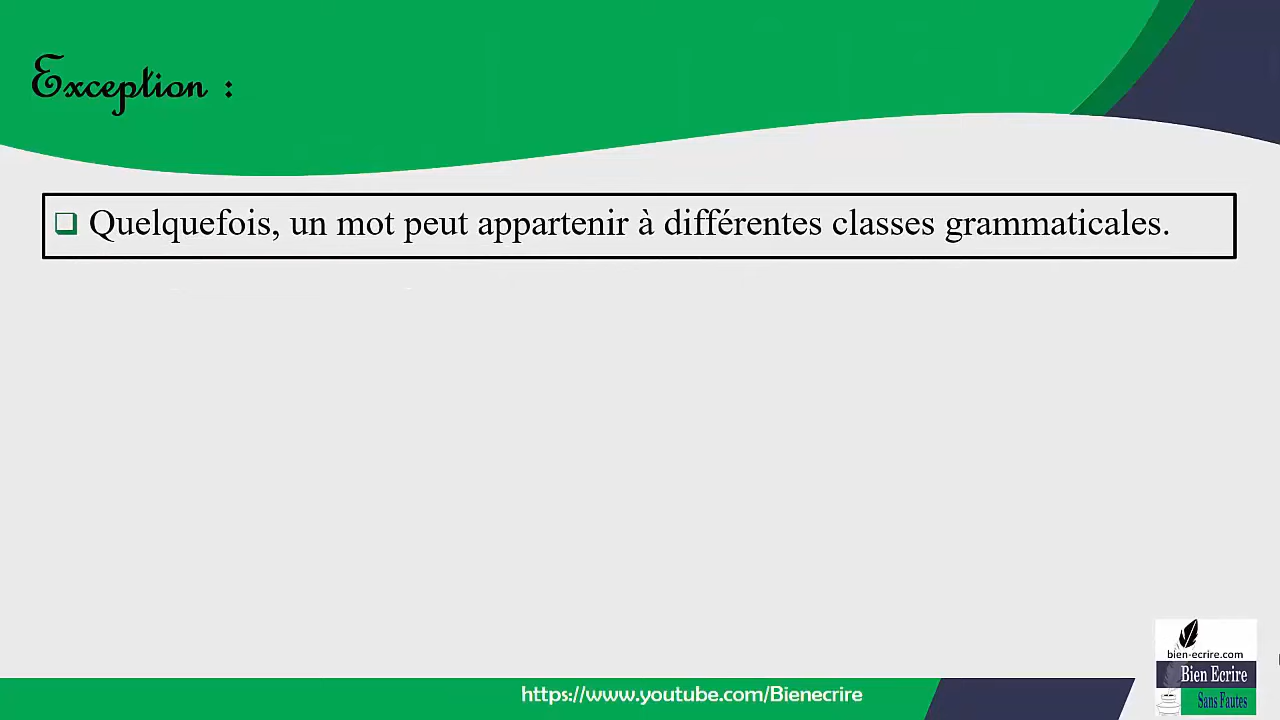 Exception :
❑ Quelquefois, un mot peut appartenir à différentes classes grammaticales.
bien-ecrire.com
Bien Ecrire
Sans Fautes
https://www.youtube.com/Bienecrire